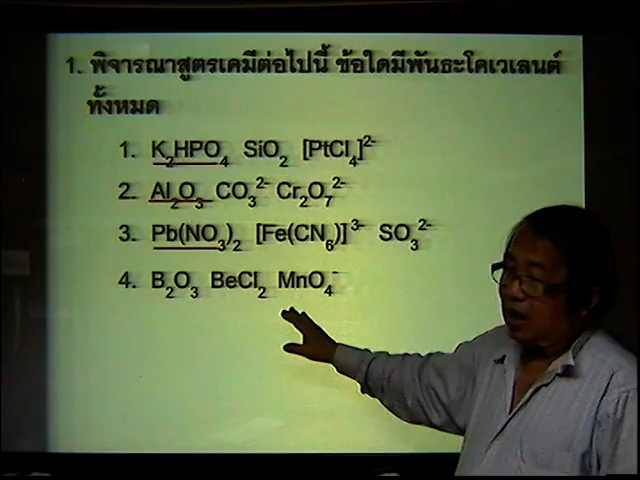 1. พิจารณาสูตรเคมีต่อไปนี้ ข้อใดมีพันธะโคเวเลนต์
ทั้งหมด
1. K₂HPO₄ SiO₂ [PtCl₄]²⁻
2. Al₂O₃ CO₃²⁻ Cr₂O₇²⁻
3. Pb(NO₃)₂ [Fe(CN₆)]³⁻ SO₃²⁻
4. B₂O₃ BeCl₂ MnO₄⁻